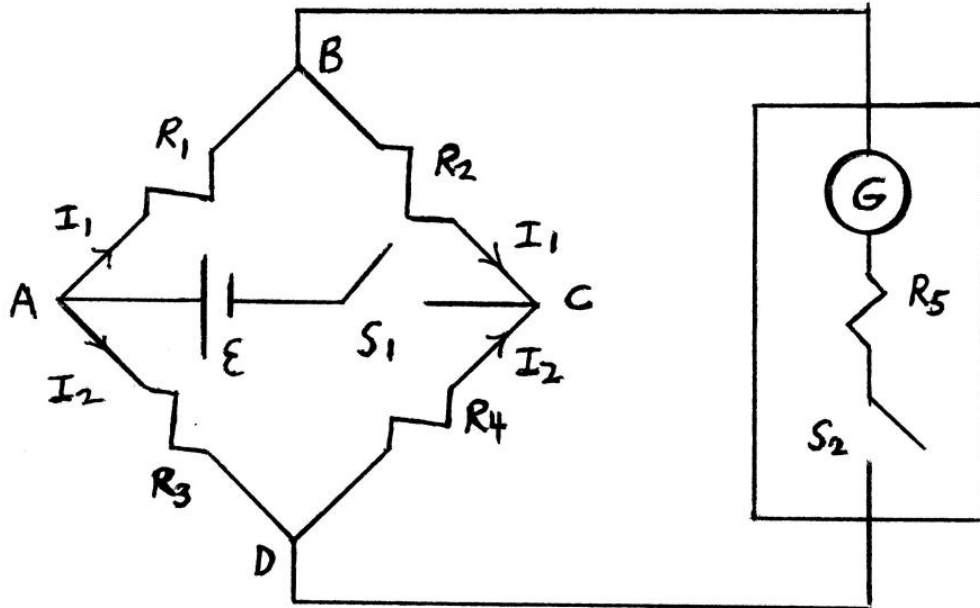 B
R₁
R₂
G
I₁
I₁
R₅
A
C
ε
S₁
I₂
I₂
R₄
S₂
R₃
D